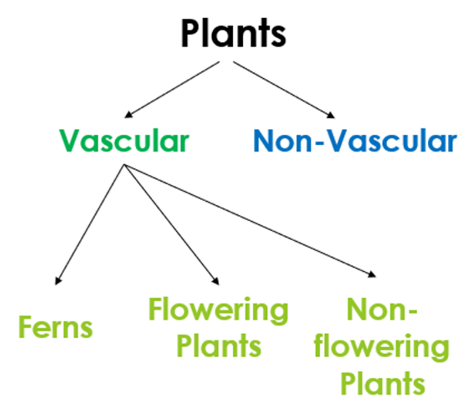 Plants
Vascular
Non-Vascular
Ferns
Flowering
Plants
Non-
flowering
Plants